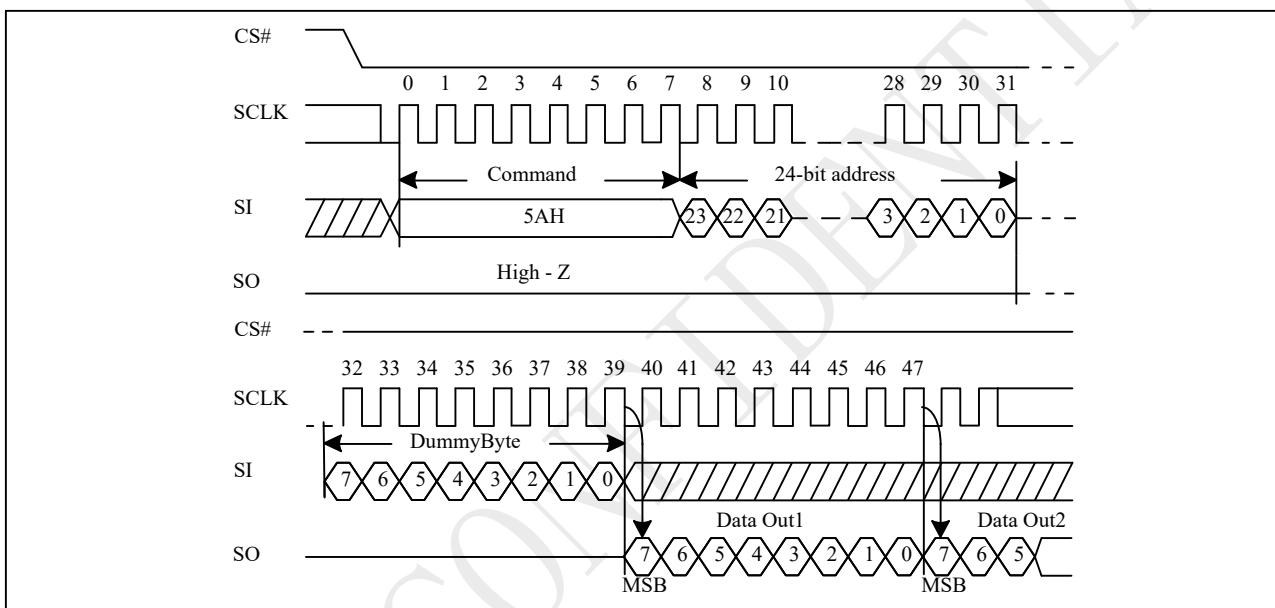 CS#
0 1 2 3 4 5 6 7 8 9 10 28 29 30 31
SCLK
Command 24-bit address
SI 5AH 23 22 21 3 2 1 0
High - Z
SO
CS#
32 33 34 35 36 37 38 39 40 41 42 43 44 45 46 47
SCLK
DummyByte
SI 7 6 5 4 3 2 1 0
Data Out1 Data Out2
SO 7 6 5 4 3 2 1 0 7 6 5
MSB MSB
CONFIDENTIA